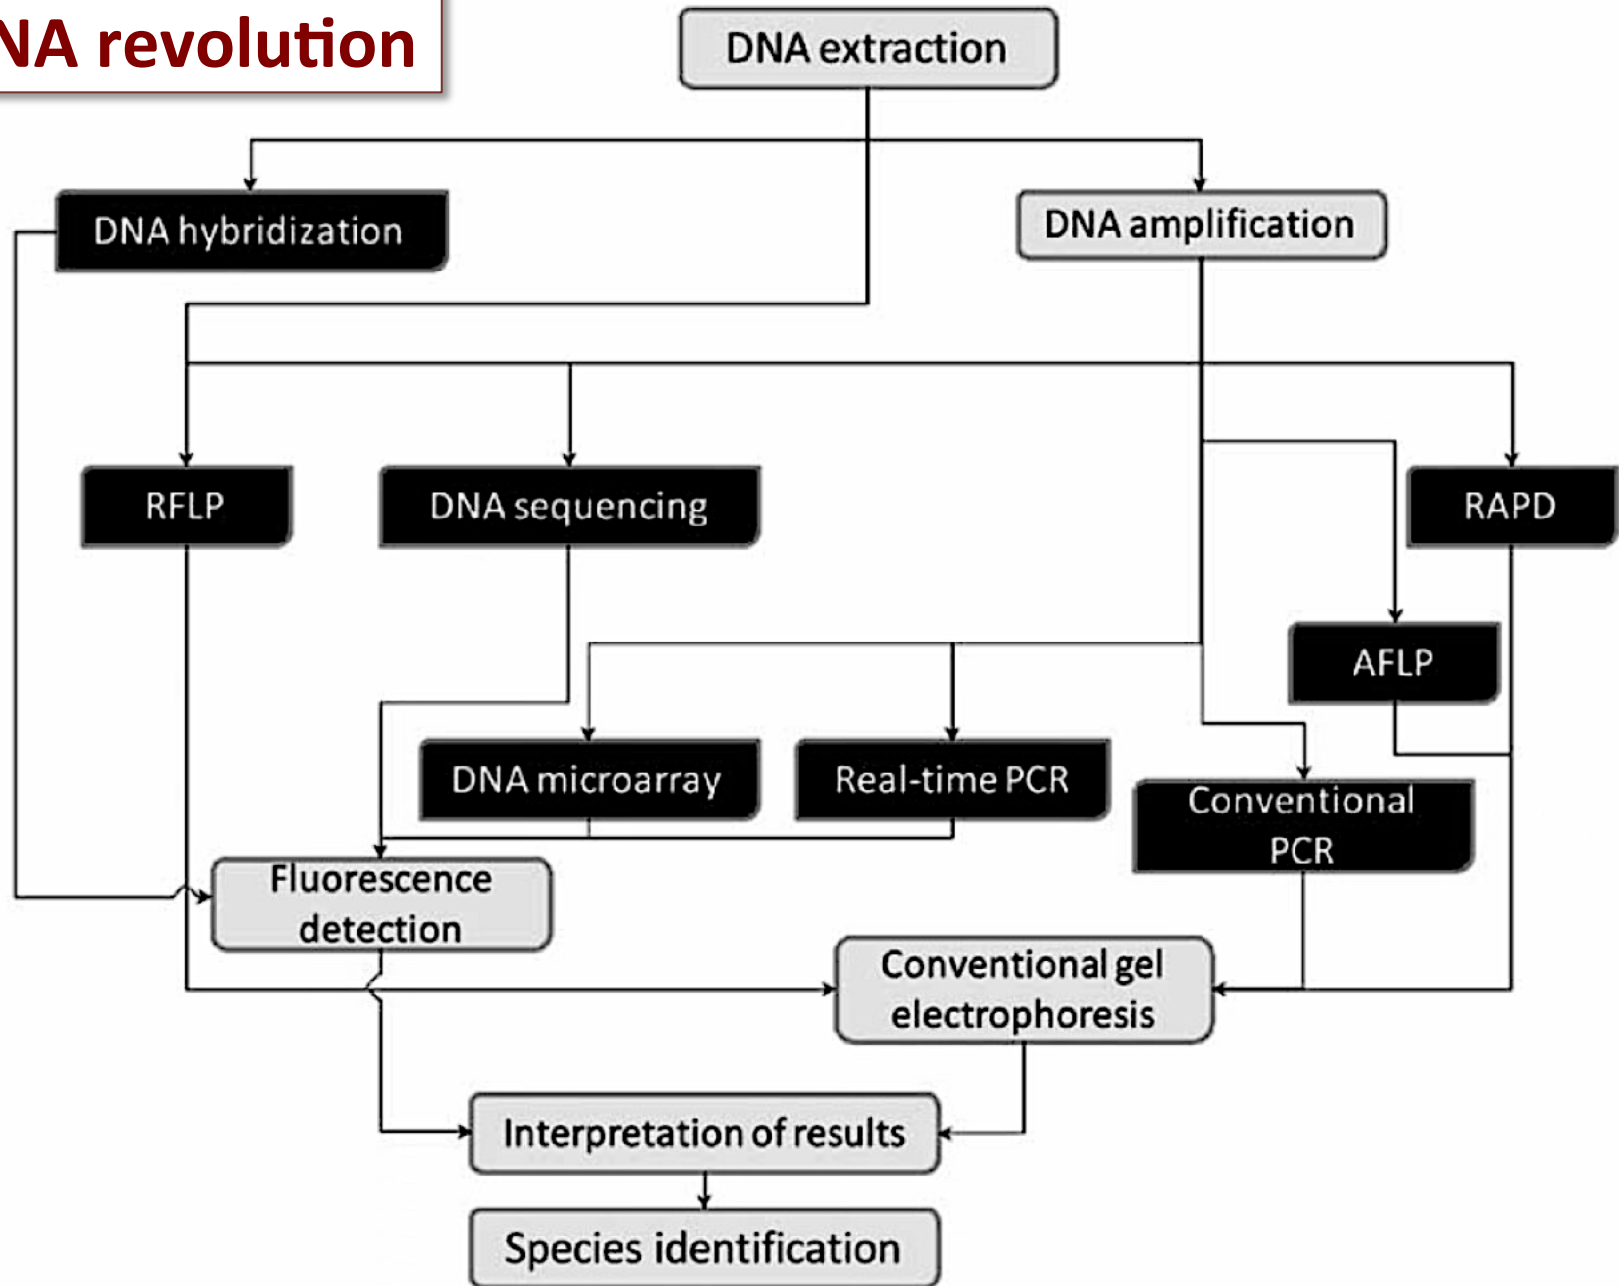 NA revolution
DNA extraction
DNA hybridization
DNA amplification
RFLP
DNA sequencing
RAPD
AFLP
DNA microarray
Real-time PCR
Conventional
PCR
Fluorescence
detection
Conventional gel
electrophoresis
Interpretation of results
Species identification